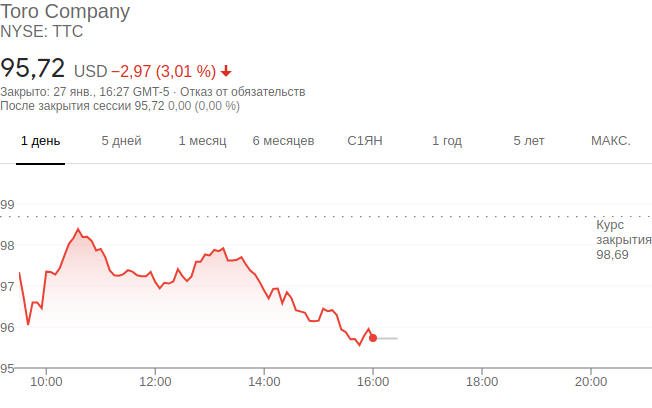 Toro Company
NYSE: TTC
95,72 USD −2,97 (3,01 %)
Закрыто: 27 янв., 16:27 GMT-5 · Отказ от обязательств
После закрытия сессии 95,72 0,00 (0,00 %)
1 день 5 дней 1 месяц 6 месяцев С1ЯН 1 год 5 лет МАКС.
99
Курс
98
закрытия
98,69
97
96
95
10:00 12:00 14:00 16:00 18:00 20:00